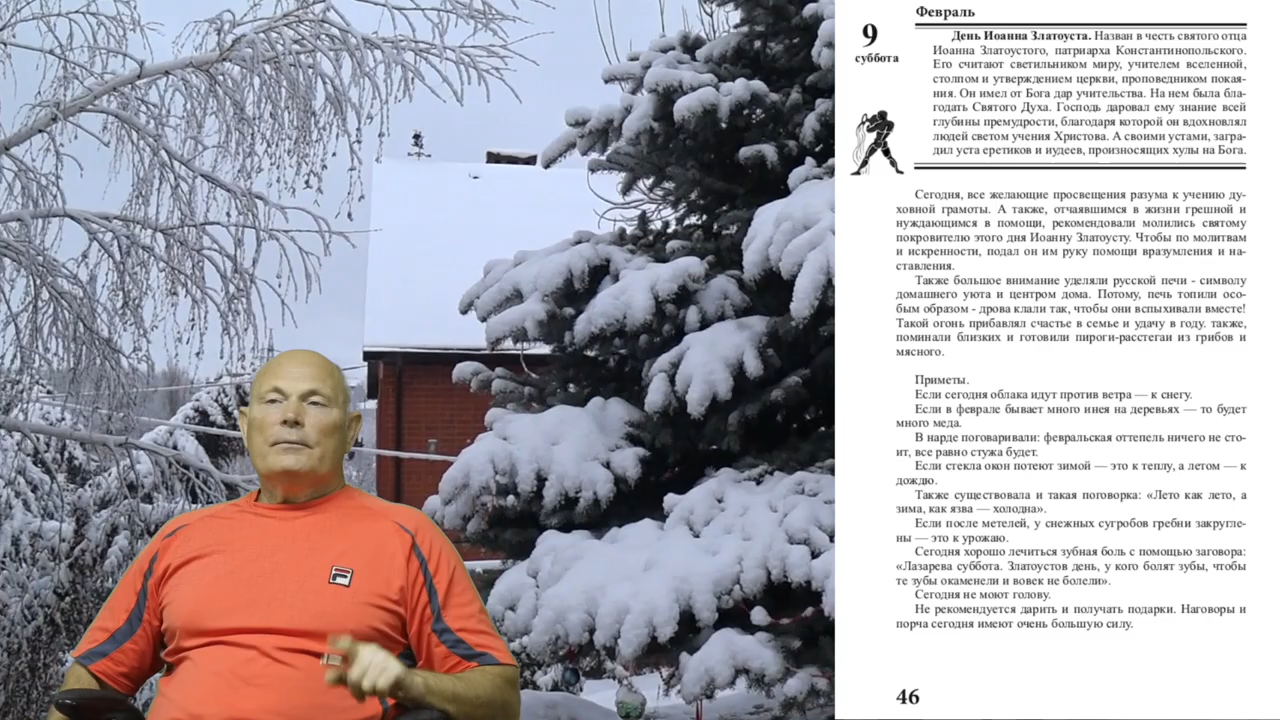 Февраль
9
суббота
День Иоанна Златоуста. Назван в честь святого отца
Иоанна Златоустого, патриарха Константинопольского.
Его считают светильником миру, учителем вселенной,
столпом и утверждением церкви, проповедником покая-
ния. Он имел от Бога дар учительства. На нем была бла-
годать Святого Духа. Господь даровал ему знание всей
глубины премудрости, благодаря которой он вдохновлял
людей светом учения Христова. А своими устами, загра-
дил уста еретиков и иудеев, произносящих хулы на Бога.
Сегодня, все желающие просвещения разума к учению ду-
ховной грамоты. А также, отчаявшимся в жизни грешной и
нуждающимся в помощи, рекомендовали молились святому
покровителю этого дня Иоанну Златоусту. Чтобы по молитвам
и искренности, подал он им руку помощи вразумления и на-
ставления.
Также большое внимание уделяли русской печи - символу
домашнего уюта и центром дома. Потому, печь топили осо-
бым образом - дрова клали так, чтобы они вспыхивали вместе!
Такой огонь прибавлял счастье в семье и удачу в году. также,
поминали близких и готовили пироги-расстегаи из грибов и
мясного.
Приметы.
Если сегодня облака идут против ветра — к снегу.
Если в феврале бывает много инея на деревьях — то будет
много меда.
В нарде поговаривали: февральская оттепель ничего не сто-
ит, все равно стужа будет.
Если стекла окон потеют зимой — это к теплу, а летом — к
дождю.
Также существовала и такая поговорка: «Лето как лето, а
зима, как язва — холодна».
Если после метелей, у снежных сугробов гребни закругле-
ны — это к урожаю.
Сегодня хорошо лечиться зубная боль с помощью заговора:
«Лазарева суббота. Златоустов день, у кого болят зубы, чтобы
те зубы окаменели и вовек не болели».
Сегодня не моют голову.
Не рекомендуется дарить и получать подарки. Наговоры и
порча сегодня имеют очень большую силу.
46